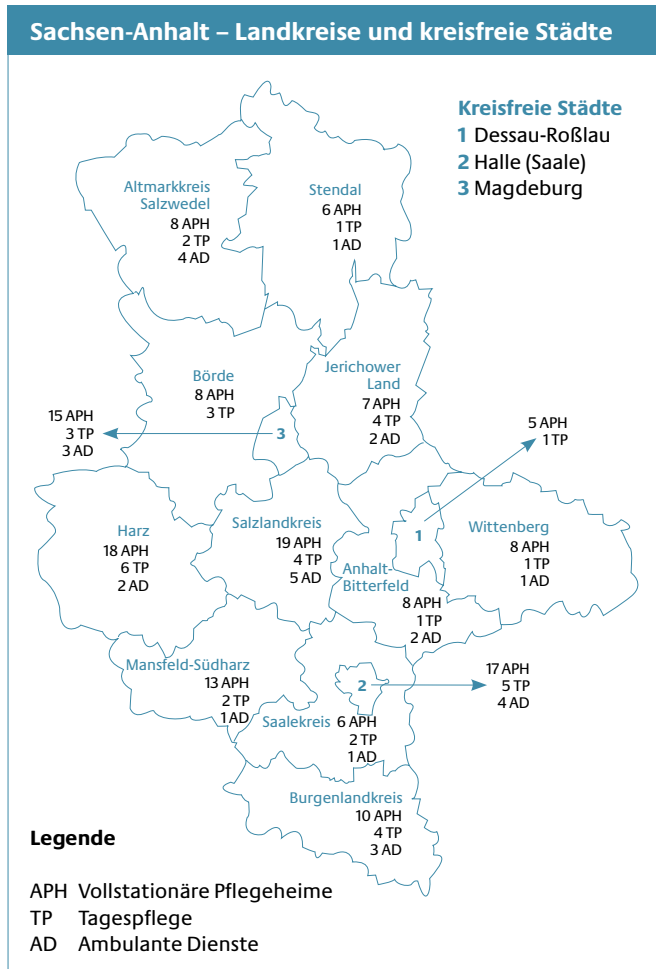 Sachsen-Anhalt – Landkreise und kreisfreie Städte
Kreisfreie Städte
1 Dessau-Roßlau
2 Halle (Saale)
3 Magdeburg
Altmarkkreis
Salzwedel
8 APH
2 TP
4 AD
Stendal
6 APH
1 TP
1 AD
Börde
8 APH
3 TP
Jerichower
Land
7 APH
4 TP
2 AD
15 APH
3 TP
3 AD
3
5 APH
1 TP
Harz
18 APH
6 TP
2 AD
Salzlandkreis
19 APH
4 TP
5 AD
1
Wittenberg
8 APH
1 TP
1 AD
Anhalt-
Bitterfeld
8 APH
1 TP
2 AD
Mansfeld-Südharz
13 APH
2 TP
1 AD
2
17 APH
5 TP
4 AD
Saalekreis 6 APH
2 TP
1 AD
Burgenlandkreis
10 APH
4 TP
3 AD
Legende
APH Vollstationäre Pflegeheime
TP Tagespflege
AD Ambulante Dienste